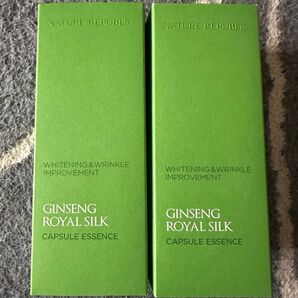 NATURE REPUBLIC
WHITENING & WRINKLE
IMPROVEMENT
GINSENG
ROYAL SILK
CAPSULE ESSENCE
NATURE REPUBLIC
WHITENING & WRINKLE
IMPROVEMENT
GINSENG
ROYAL SILK
CAPSULE ESSENCE